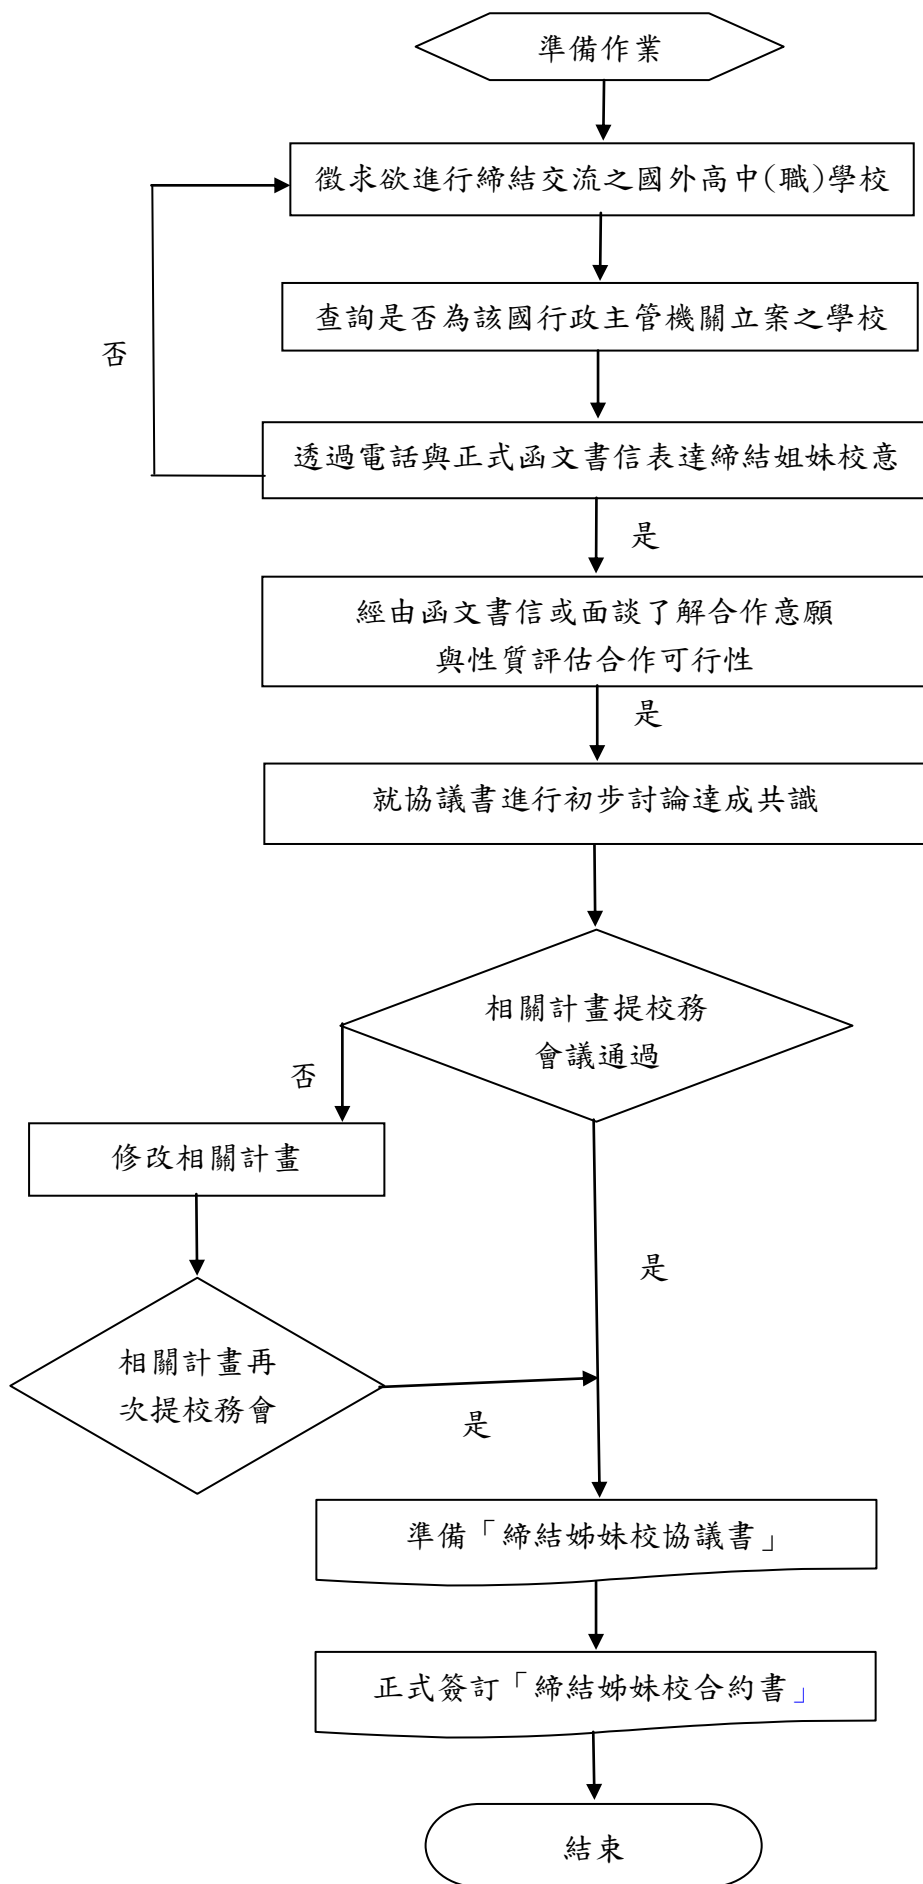 準備作業
徵求欲進行締結交流之國外高中(職)學校
查詢是否為該國行政主管機關立案之學校
否
透過電話與正式函文書信表達締結姐妹校意
是
經由函文書信或面談了解合作意願
與性質評估合作可行性
是
就協議書進行初步討論達成共識
相關計畫提校務
會議通過
否
修改相關計畫
是
相關計畫再
次提校務會
是
準備「締結姊妹校協議書」
正式簽訂「締結姊妹校合約書」
結束